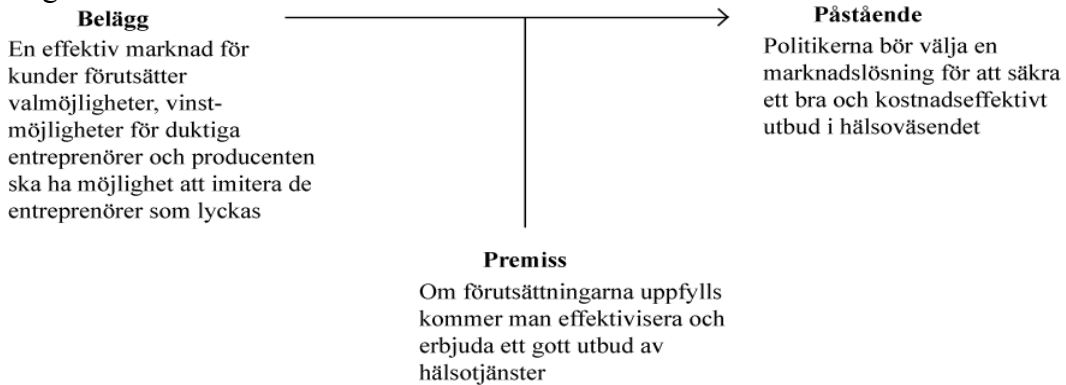 Belägg
En effektiv marknad för
kunder förutsätter
valmöjligheter, vinst-
möjligheter för duktiga
entreprenörer och producenten
ska ha möjlighet att imitera de
entreprenörer som lyckas
Påstående
Politikerna bör välja en
marknadslösning för att säkra
ett bra och kostnadseffektivt
utbud i hälsoväsendet
Premiss
Om förutsättningarna uppfylls
kommer man effektivisera och
erbjuda ett gott utbud av
hälsotjänster